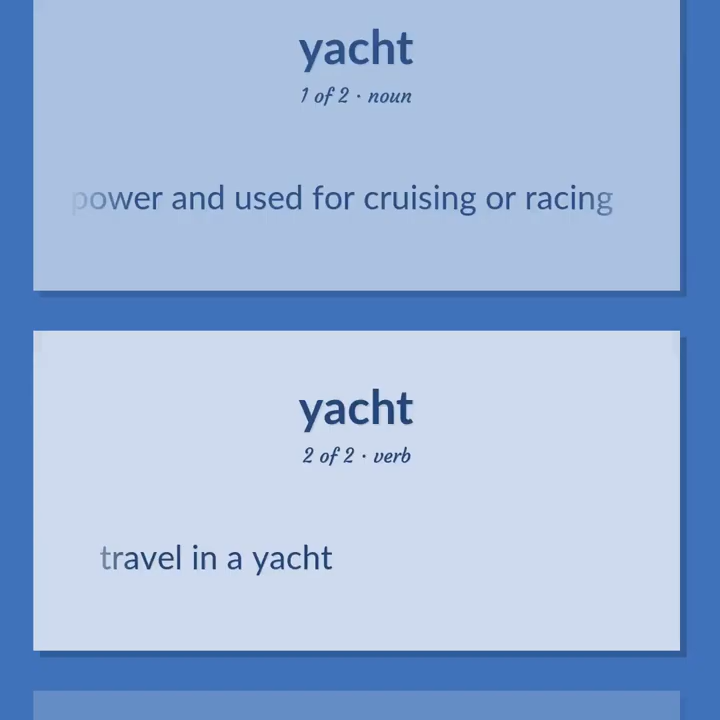 yacht
1 of 2 · noun
power and used for cruising or racing
yacht
2 of 2 · verb
travel in a yacht